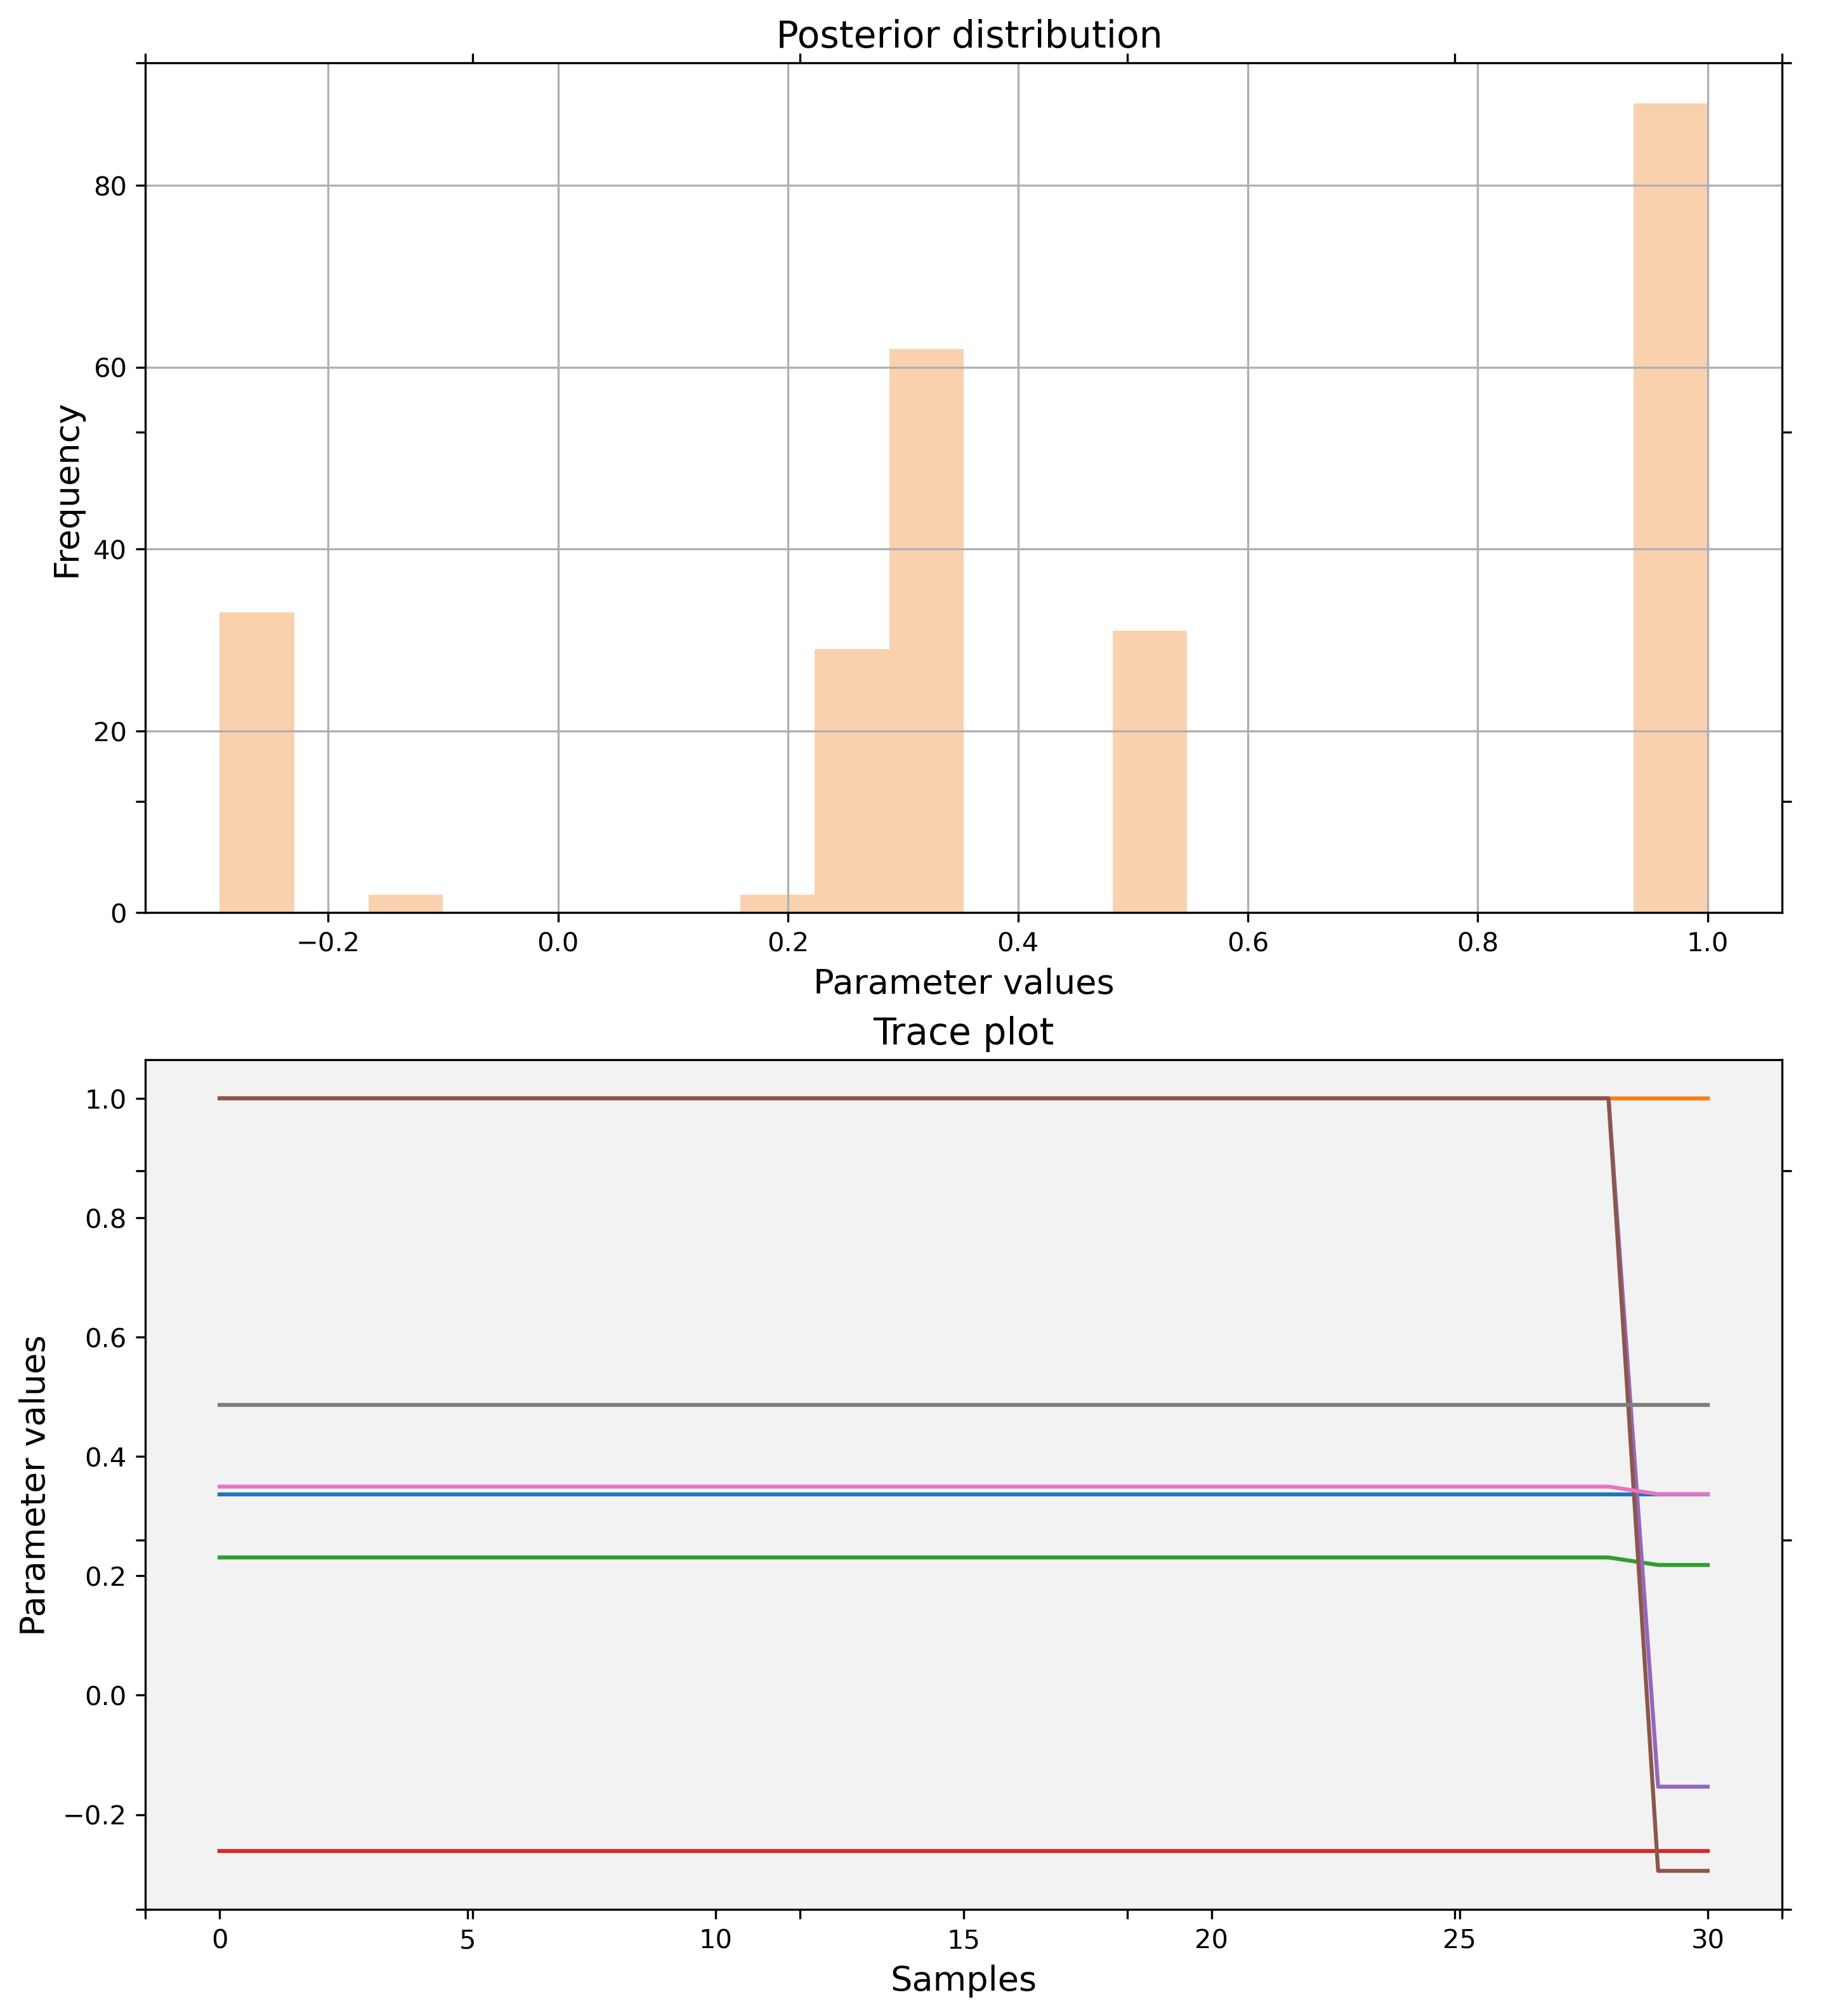 Posterior distribution
80
60
40
20
0
Frequency
−0.2 0.0 0.2 0.4 0.6 0.8 1.0
Parameter values
Trace plot
1.0
0.8
0.6
0.4
0.2
0.0
−0.2
Parameter values
0 5 10 15 20 25 30
Samples